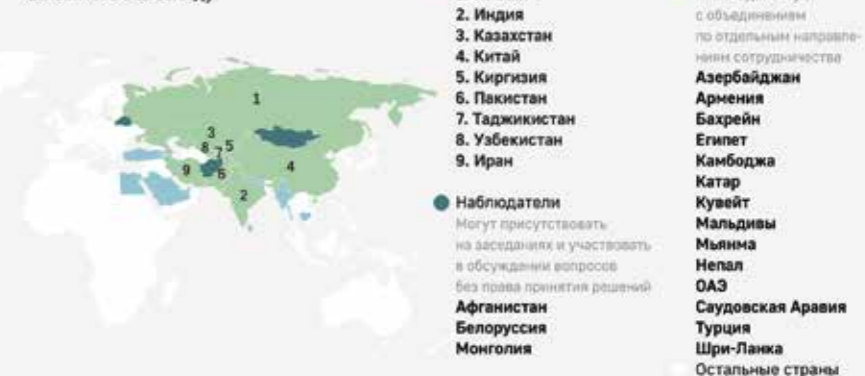 2. Индия
3. Казахстан
4. Китай
5. Киргизия
6. Пакистан
7. Таджикистан
8. Узбекистан
9. Иран
Наблюдатели
Могут присутствовать
на заседаниях и участвовать
в обсуждении вопросов
без права принятия решений
Афганистан
Белоруссия
Монголия
с объединением
по отдельным направле-
ниям сотрудничества
Азербайджан
Армения
Бахрейн
Египет
Камбоджа
Катар
Кувейт
Мальдивы
Мьянма
Непал
ОАЭ
Саудовская Аравия
Турция
Шри-Ланка
Остальные страны
1
3
8
7
5
9
6
4
2